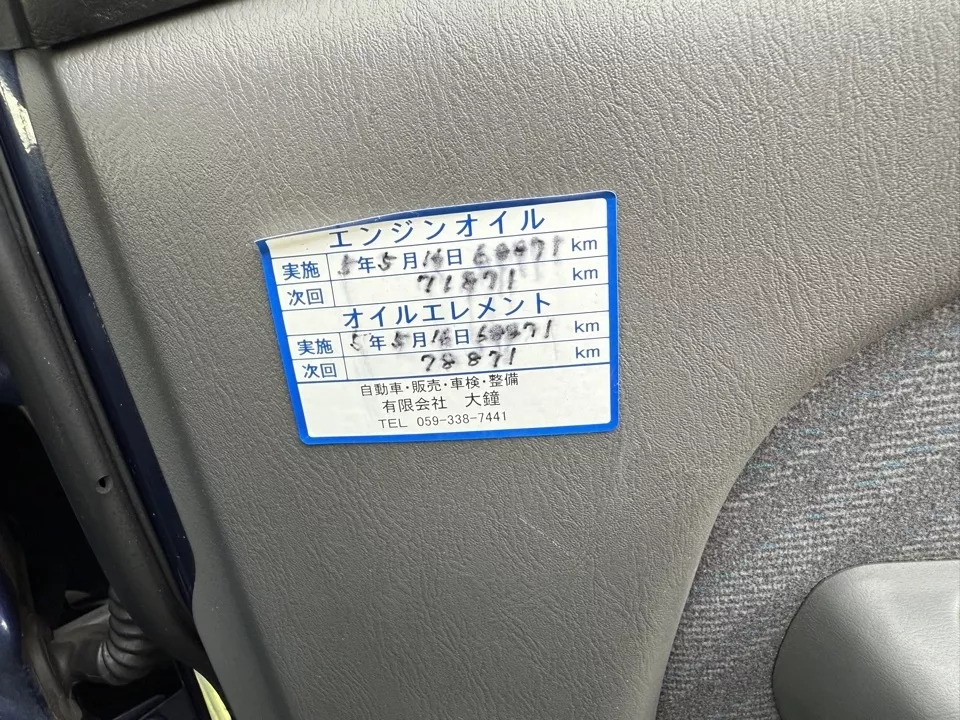 エンジンオイル
実施 5年5月16日 68871 km
次回 71871 km
オイルエレメント
実施 5年5月16日 68871 km
次回 78871 km
自動車・販売・車検・整備
有限会社 大鐘
TEL 059-338-7441